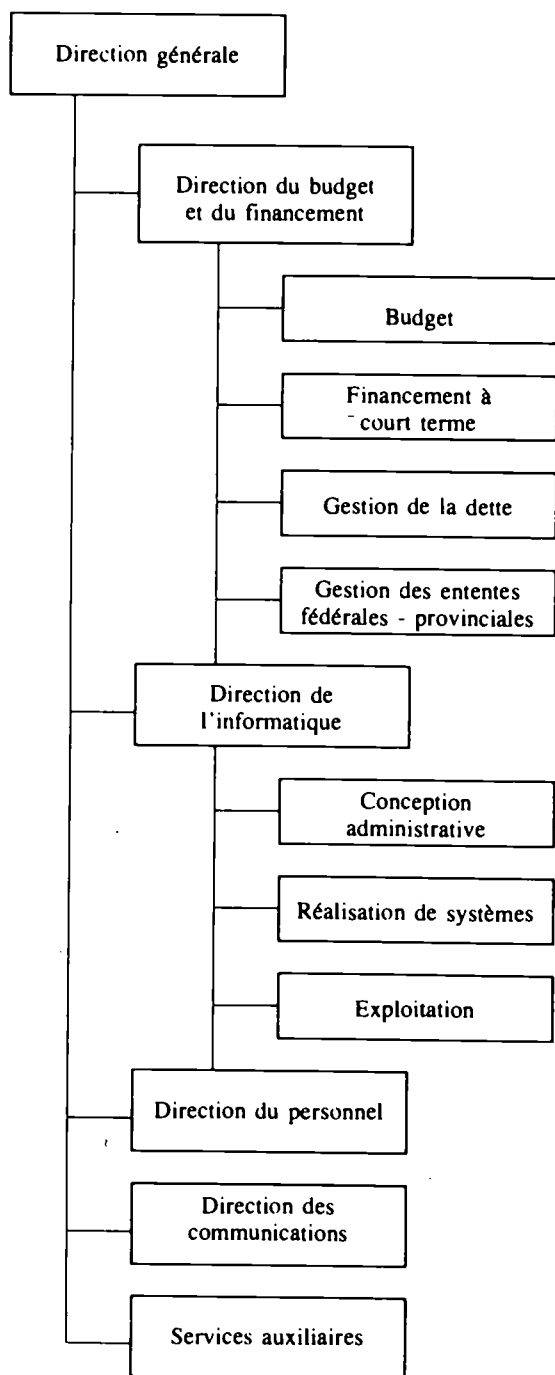 Direction générale
Direction du budget
et du financement
Budget
Financement à
court terme
Gestion de la dette
Gestion des ententes
fédérales - provinciales
Direction de
l'informatique
Conception
administrative
Réalisation de systèmes
Exploitation
Direction du personnel
Direction des
communications
Services auxiliaires